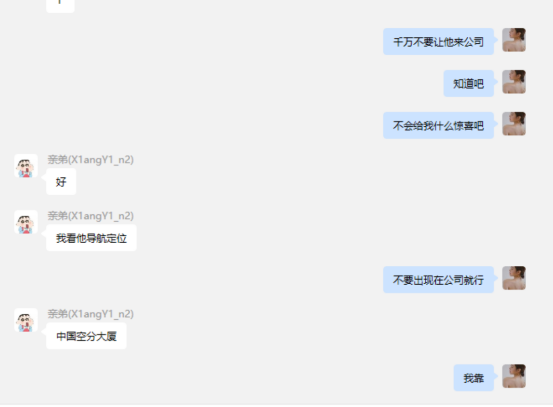 千万不要让他来公司
知道吧
不会给我什么惊喜吧
亲弟(X1angY1_n2)
好
亲弟(X1angY1_n2)
我看他导航定位
不要出现在公司就行
亲弟(X1angY1_n2)
中国空分大厦
我靠